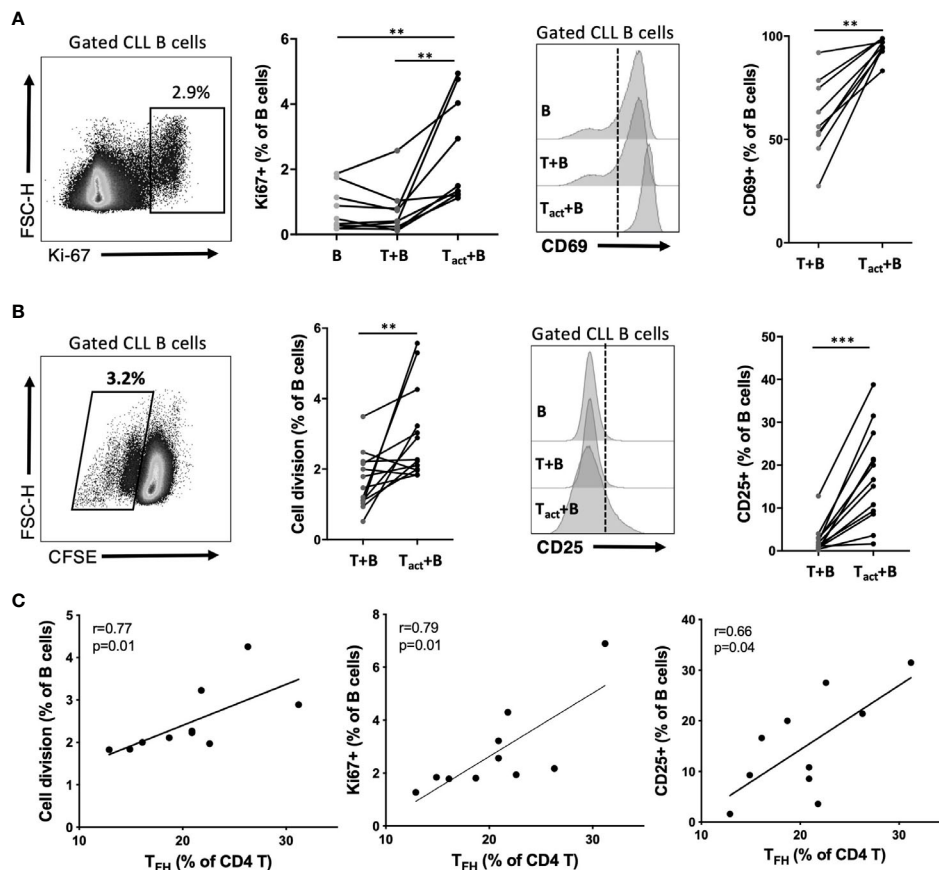 A
Gated CLL B cells
2.9%
FSC-H
Ki-67
Ki67+ (% of B cells)
6
4
2
0
**
**
B
T+B
Tact+B
Gated CLL B cells
B
T+B
Tact+B
CD69
CD69+ (% of B cells)
100
50
0
**
T+B
Tact+B
B
Gated CLL B cells
3.2%
FSC-H
CFSE
Cell division (% of B cells)
6
4
2
0
**
T+B
Tact+B
Gated CLL B cells
B
T+B
Tact+B
CD25
CD25+ (% of B cells)
50
40
30
20
10
0
***
T+B
Tact+B
C
Cell division (% of B cells)
5
4
3
2
1
0
r=0.77
p=0.01
10
20
30
TFH (% of CD4 T)
Ki67+ (% of B cells)
8
6
4
2
0
r=0.79
p=0.01
10
20
30
TFH (% of CD4 T)
CD25+ (% of B cells)
50
40
30
20
10
0
r=0.66
p=0.04
10
20
30
TFH (% of CD4 T)